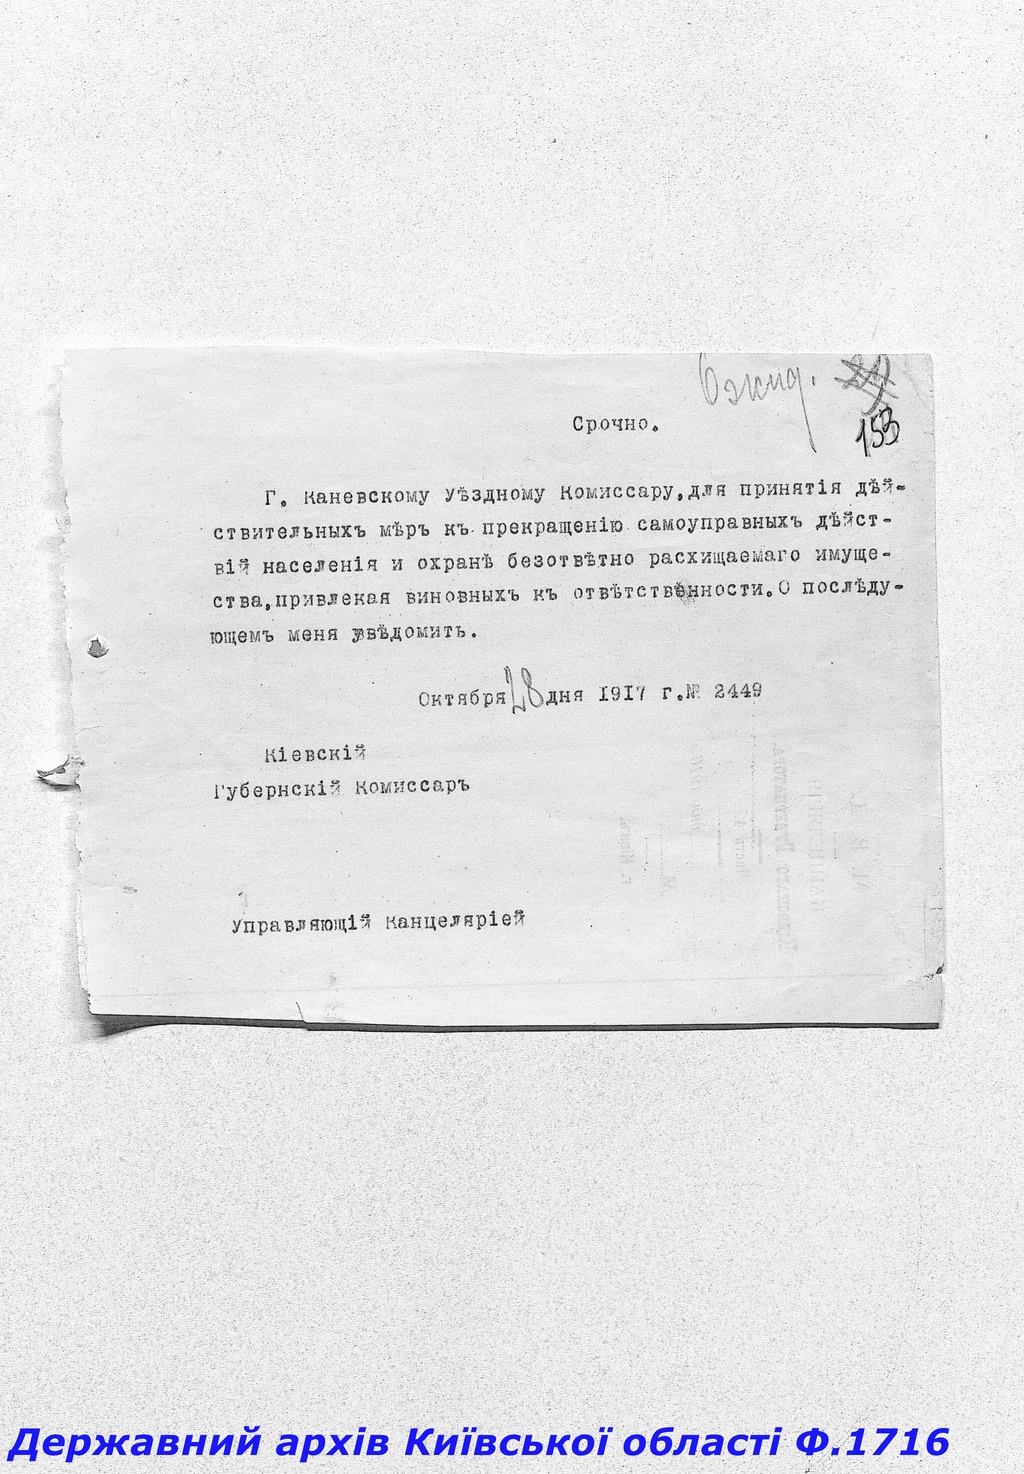 153
Срочно.
Г. Каневскому Уѣздному Комиссару, для принятія дѣй-
ствительныхъ мѣръ къ прекращенію самоуправныхъ дѣйст-
вій населенія и охранѣ безотвѣтно расхищаемаго имуще-
ства, привлекая виновныхъ къ отвѣтственности. О послѣду-
ющемъ меня увѣдомить.
Октября 28 дня 1917 г. № 2449
Кіевскій
Губернскій Комиссаръ
Управляющій Канцеляріей
Державний архів Київської області Ф.1716